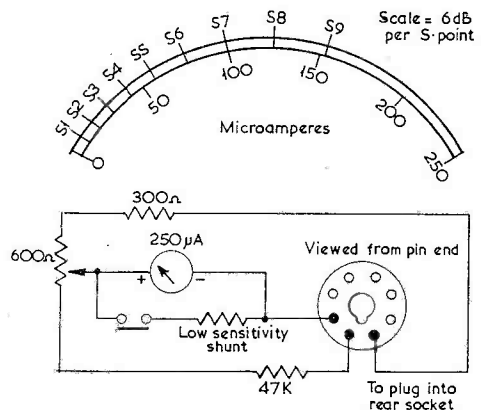 S1 S2 S3 S4 S5 S6 S7 S8 S9
Scale = 6dB
per S-point
0 50 100 150 200 250
Microamperes
300Ω
600Ω
250µA
Viewed from pin end
+ −
Low sensitivity
shunt
47K
To plug into
rear socket